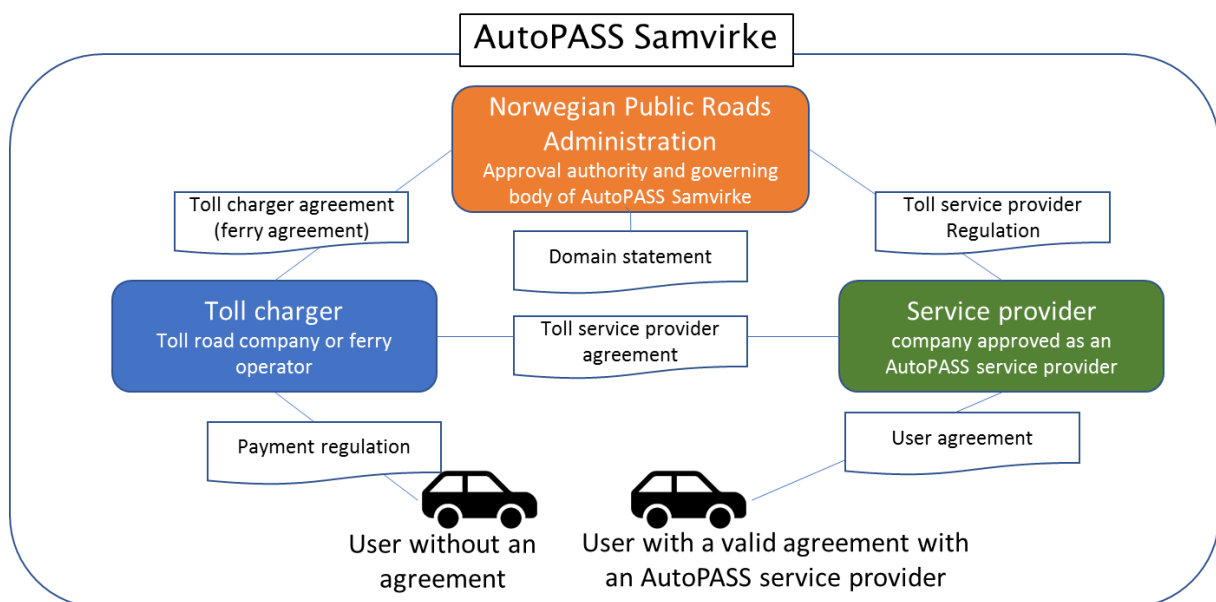 AutoPASS Samvirke
Norwegian Public Roads
Administration
Approval authority and governing
body of AutoPASS Samvirke
Toll charger agreement
(ferry agreement)
Domain statement
Toll service provider
Regulation
Toll charger
Toll road company or ferry
operator
Toll service provider
agreement
Service provider
company approved as an
AutoPASS service provider
Payment regulation
User agreement
User without an
agreement
User with a valid agreement with
an AutoPASS service provider